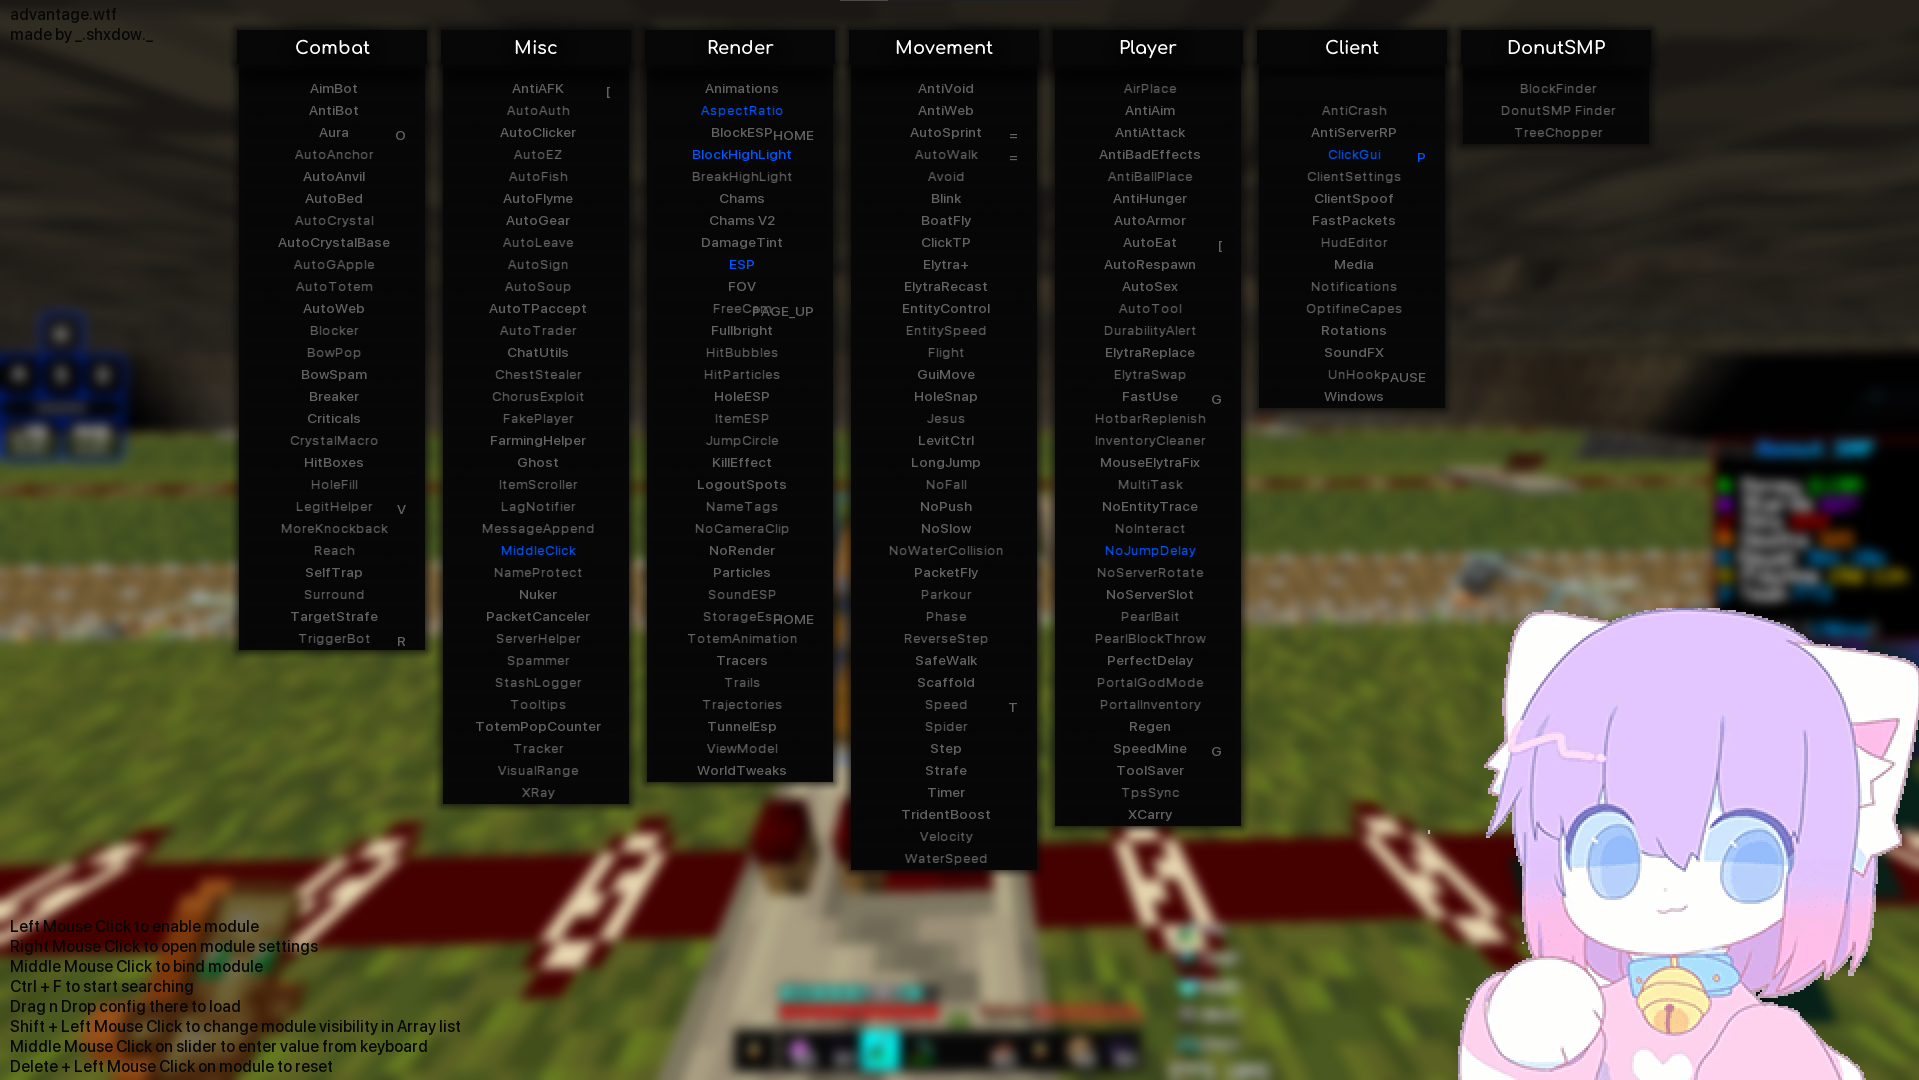 advantage.wtf
made by _.shxdow._
Combat
AimBot
AntiBot
Aura O
AutoAnchor
AutoAnvil
AutoBed
AutoCrystal
AutoCrystalBase
AutoGApple
AutoTotem
AutoWeb
Blocker
BowPop
BowSpam
Breaker
Criticals
CrystalMacro
HitBoxes
HoleFill
LegitHelper V
MoreKnockback
Reach
SelfTrap
Surround
TargetStrafe
TriggerBot R
Misc
AntiAFK [
AutoAuth
AutoClicker
AutoEZ
AutoFish
AutoFlyme
AutoGear
AutoLeave
AutoSign
AutoSoup
AutoTPaccept
AutoTrader
ChatUtils
ChestStealer
ChorusExploit
FakePlayer
FarmingHelper
Ghost
ItemScroller
LagNotifier
MessageAppend
MiddleClick
NameProtect
Nuker
PacketCanceler
ServerHelper
Spammer
StashLogger
Tooltips
TotemPopCounter
Tracker
VisualRange
XRay
Render
Animations
AspectRatio
BlockESP HOME
BlockHighLight
BreakHighLight
Chams
Chams V2
DamageTint
ESP
FOV
FreeCam PAGE_UP
Fullbright
HitBubbles
HitParticles
HoleESP
ItemESP
JumpCircle
KillEffect
LogoutSpots
NameTags
NoCameraClip
NoRender
Particles
SoundESP
StorageEsp HOME
TotemAnimation
Tracers
Trails
Trajectories
TunnelEsp
ViewModel
WorldTweaks
Movement
AntiVoid
AntiWeb
AutoSprint =
AutoWalk =
Avoid
Blink
BoatFly
ClickTP
Elytra+
ElytraRecast
EntityControl
EntitySpeed
Flight
GuiMove
HoleSnap
Jesus
LevitCtrl
LongJump
NoFall
NoPush
NoSlow
NoWaterCollision
PacketFly
Parkour
Phase
ReverseStep
SafeWalk
Scaffold
Speed T
Spider
Step
Strafe
Timer
TridentBoost
Velocity
WaterSpeed
Player
AirPlace
AntiAim
AntiAttack
AntiBadEffects
AntiBallPlace
AntiHunger
AutoArmor
AutoEat [
AutoRespawn
AutoSex
AutoTool
DurabilityAlert
ElytraReplace
ElytraSwap
FastUse G
HotbarReplenish
InventoryCleaner
MouseElytraFix
MultiTask
NoEntityTrace
NoInteract
NoJumpDelay
NoServerRotate
NoServerSlot
PearlBait
PearlBlockThrow
PerfectDelay
PortalGodMode
PortalInventory
Regen
SpeedMine G
ToolSaver
TpsSync
XCarry
Client
AntiCrash
AntiServerRP
ClickGui P
ClientSettings
ClientSpoof
FastPackets
HudEditor
Media
Notifications
OptifineCapes
Rotations
SoundFX
UnHook PAUSE
Windows
DonutSMP
BlockFinder
DonutSMP Finder
TreeChopper
Left Mouse Click to enable module
Right Mouse Click to open module settings
Middle Mouse Click to bind module
Ctrl + F to start searching
Drag n Drop config there to load
Shift + Left Mouse Click to change module visibility in Array list
Middle Mouse Click on slider to enter value from keyboard
Delete + Left Mouse Click on module to reset